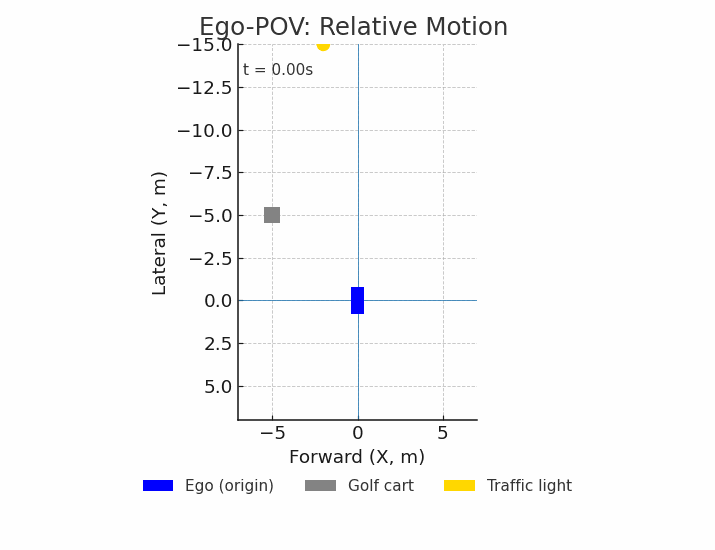 Ego-POV: Relative Motion
−15.0
t = 0.00s
−12.5
−10.0
−7.5
−5.0
−2.5
0.0
2.5
5.0
Lateral (Y, m)
−5 0 5
Forward (X, m)
Ego (origin) Golf cart Traffic light